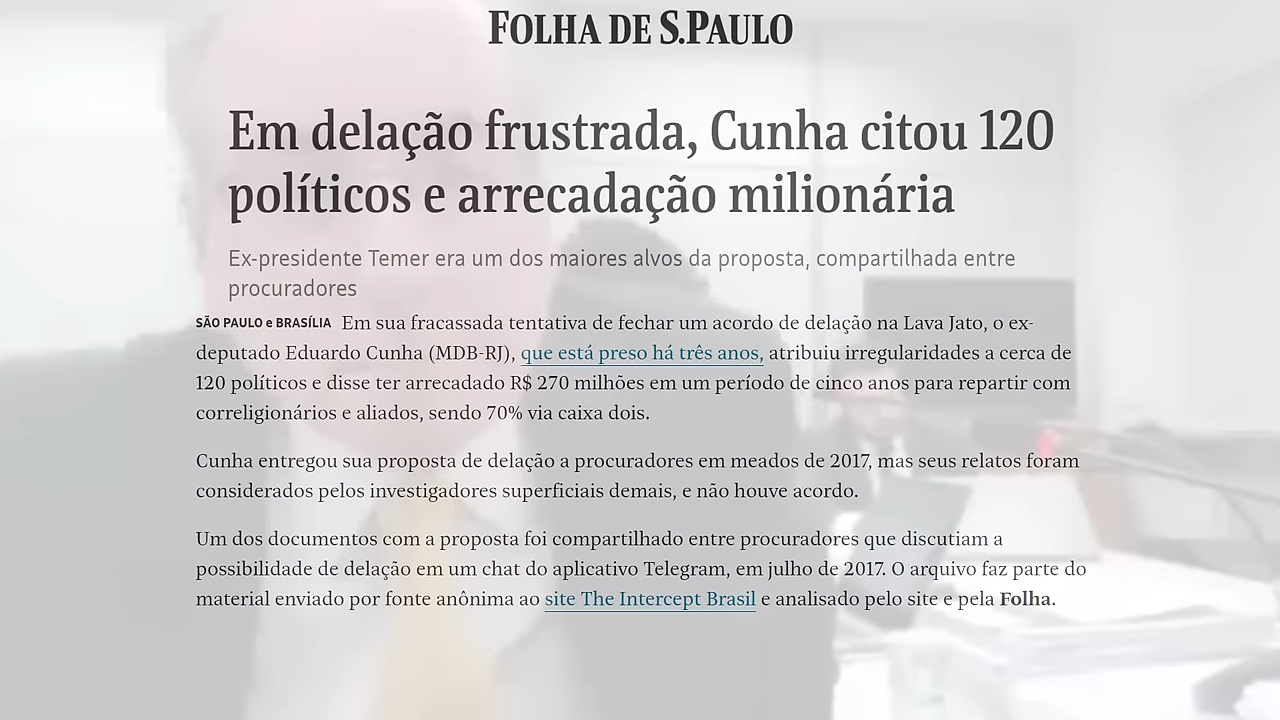 FOLHA DE S.PAULO
Em delação frustrada, Cunha citou 120
políticos e arrecadação milionária
Ex-presidente Temer era um dos maiores alvos da proposta, compartilhada entre
procuradores
SÃO PAULO e BRASÍLIA Em sua fracassada tentativa de fechar um acordo de delação na Lava Jato, o ex-
deputado Eduardo Cunha (MDB-RJ), que está preso há três anos, atribuiu irregularidades a cerca de
120 políticos e disse ter arrecadado R$ 270 milhões em um período de cinco anos para repartir com
correligionários e aliados, sendo 70% via caixa dois.
Cunha entregou sua proposta de delação a procuradores em meados de 2017, mas seus relatos foram
considerados pelos investigadores superficiais demais, e não houve acordo.
Um dos documentos com a proposta foi compartilhado entre procuradores que discutiam a
possibilidade de delação em um chat do aplicativo Telegram, em julho de 2017. O arquivo faz parte do
material enviado por fonte anônima ao site The Intercept Brasil e analisado pelo site e pela Folha.